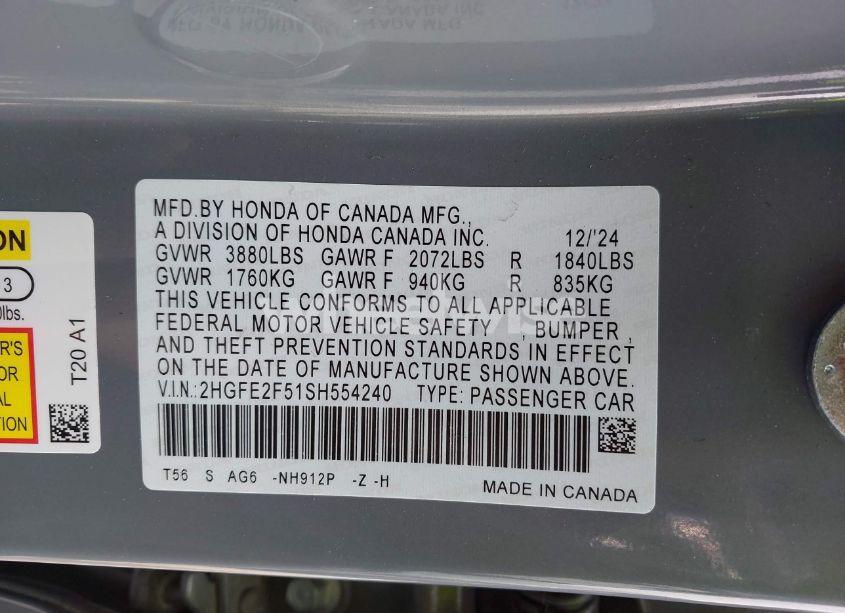 MFD.BY HONDA OF CANADA MFG.,
A DIVISION OF HONDA CANADA INC. 12/'24
GVWR 3880LBS GAWR F 2072LBS R 1840LBS
GVWR 1760KG GAWR F 940KG R 835KG
THIS VEHICLE CONFORMS TO ALL APPLICABLE
FEDERAL MOTOR VEHICLE SAFETY , BUMPER ,
AND THEFT PREVENTION STANDARDS IN EFFECT
ON THE DATE OF MANUFACTURE SHOWN ABOVE.
V.I.N.:2HGFE2F51SH554240 TYPE: PASSENGER CAR
T56 S AG6 -NH912P -Z -H
MADE IN CANADA
ON
3
lbs.
T20 A1
R'S
OR
AL
TION